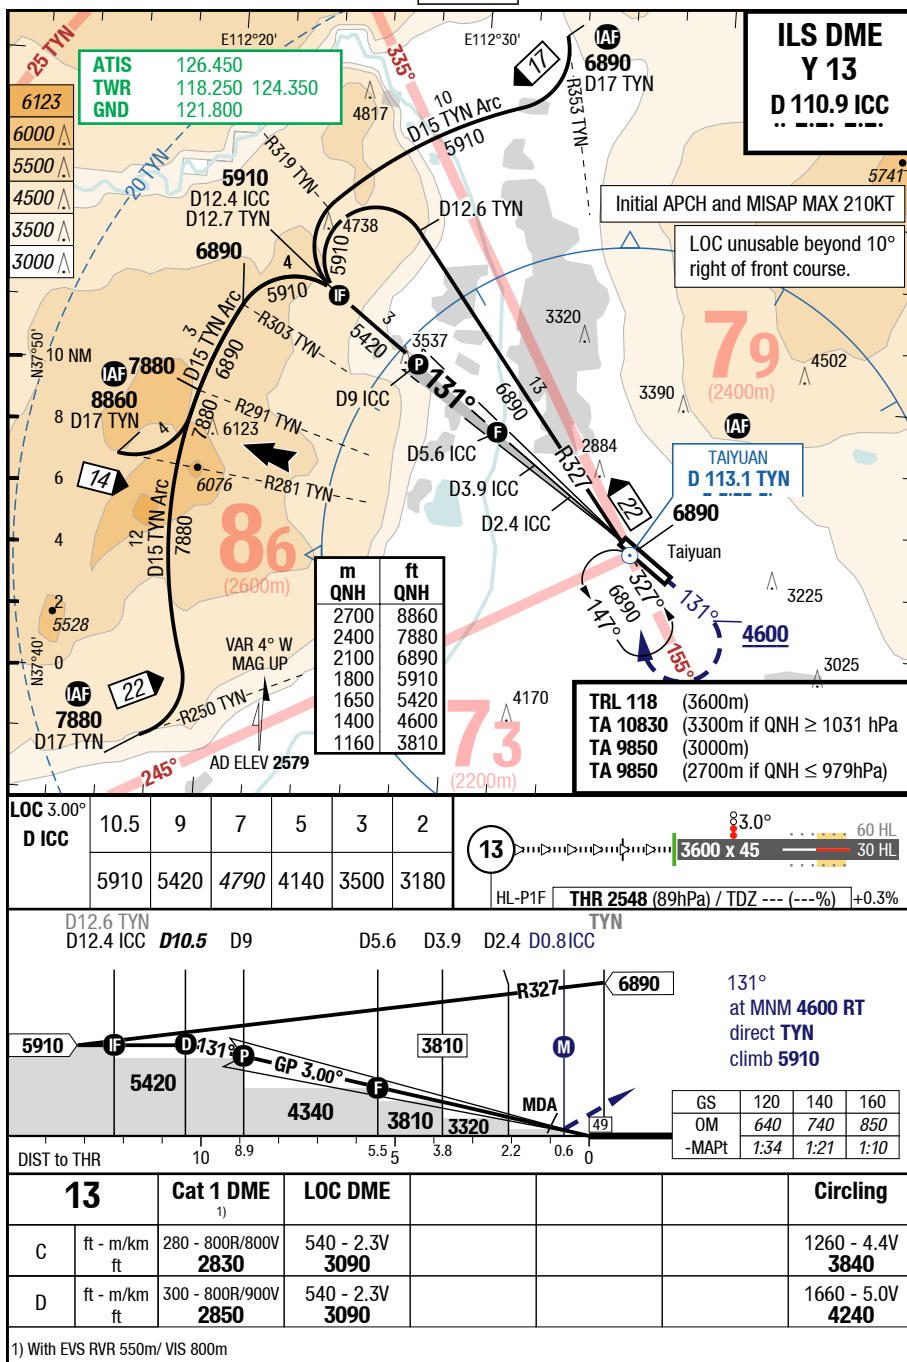 ILS DME
Y 13
D 110.9 ICC
ATIS 126.450
TWR 118.250 124.350
GND 121.800
E112°20'
E112°30'
25 TYN
20 TYN
335°
IAF
6890
D17 TYN
17
R353 TYN
10
D15 TYN Arc
5910
6123
6000
5500
4500
3500
3000
4817
5741
Initial APCH and MISAP MAX 210KT
LOC unusable beyond 10°
right of front course.
R319 TYN
5910
D12.4 ICC
D12.7 TYN
4738
D12.6 TYN
6890
4
5910
5910
IF
3
5420
3537
P
D9 ICC
131°
F
D5.6 ICC
D3.9 ICC
D2.4 ICC
13
6890
R327
3320
79
(2400m)
4502
3390
IAF
2884
22
TAIYUAN
D 113.1 TYN
6890
Taiyuan
N37°50'
10 NM
8
6
4
2
0
N37°40'
IAF
8860
D17 TYN
7880
3
D15 TYN Arc
6890
R303 TYN
R291 TYN
R281 TYN
4
7880
6123
6076
14
12
D15 TYN Arc
7880
86
(2600m)
5528
VAR 4° W
MAG UP
22
IAF
7880
D17 TYN
R250 TYN
AD ELEV 2579
245°
m ft
QNH QNH
2700 8860
2400 7880
2100 6890
1800 5910
1650 5420
1400 4600
1160 3810
4170
73
(2200m)
327°
6890
147°
155°
131°
4600
3225
3025
TRL 118 (3600m)
TA 10830 (3300m if QNH ≥ 1031 hPa
TA 9850 (3000m)
TA 9850 (2700m if QNH ≤ 979hPa)
LOC 3.00°
D ICC
10.5 9 7 5 3 2
5910 5420 4790 4140 3500 3180
13
3.0°
3600 x 45
60 HL
30 HL
HL-P1F
THR 2548 (89hPa) / TDZ --- (---%) +0.3%
D12.6 TYN
D12.4 ICC D10.5 D9 D5.6 D3.9 D2.4 D0.8ICC
TYN
R327
6890
5910
IF
D
131°
P
GP 3.00°
F
3810
M
5420
4340
3810
3320
MDA
49
131°
at MNM 4600 RT
direct TYN
climb 5910
GS 120 140 160
OM 640 740 850
-MAPt 1:34 1:21 1:10
DIST to THR 10 8.9 5.5 5 3.8 2.2 0.6 0
13 Cat 1 DME LOC DME Circling
1)
C ft - m/km 280 - 800R/800V 540 - 2.3V 1260 - 4.4V
ft 2830 3090 3840
D ft - m/km 300 - 800R/900V 540 - 2.3V 1660 - 5.0V
ft 2850 3090 4240
1) With EVS RVR 550m/ VIS 800m